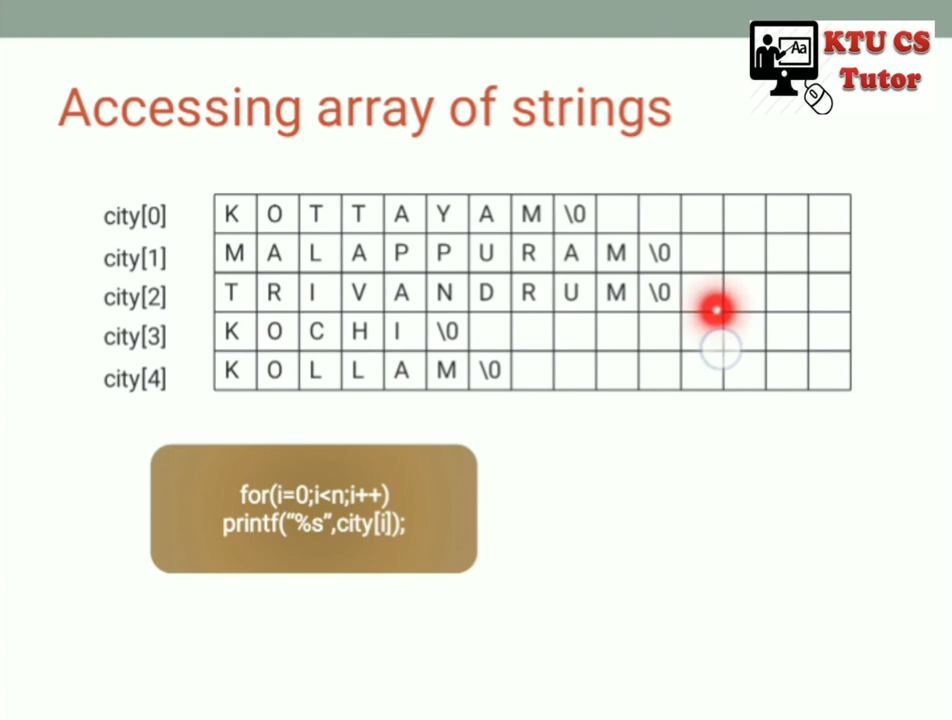 Aa
KTU CS
Tutor
Accessing array of strings
city[0] K O T T A Y A M \0
city[1] M A L A P P U R A M \0
city[2] T R I V A N D R U M \0
city[3] K O C H I \0
city[4] K O L L A M \0
for(i=0;i<n;i++)
printf(“%s”,city[i]);